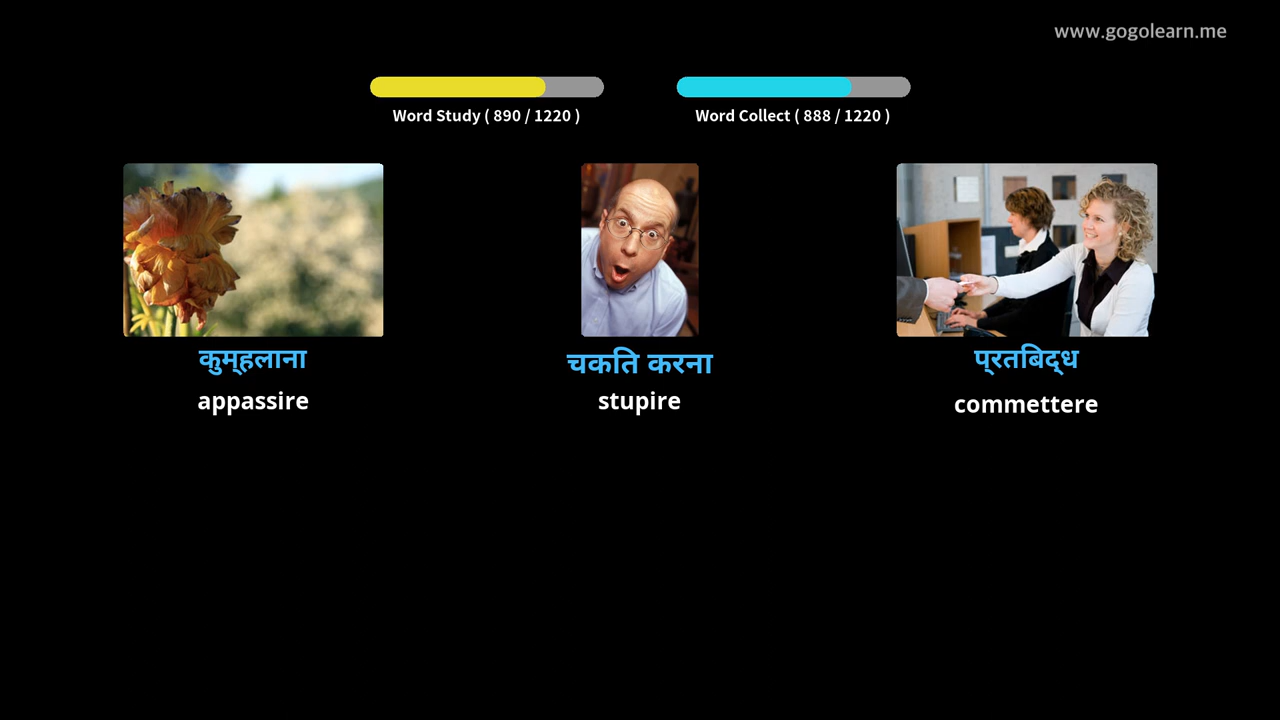 www.gogolearn.me
Word Study ( 890 / 1220 )
Word Collect ( 888 / 1220 )
कुम्हलाना
चकति करना
प्रतबिद्ध
appassire
stupire
commettere